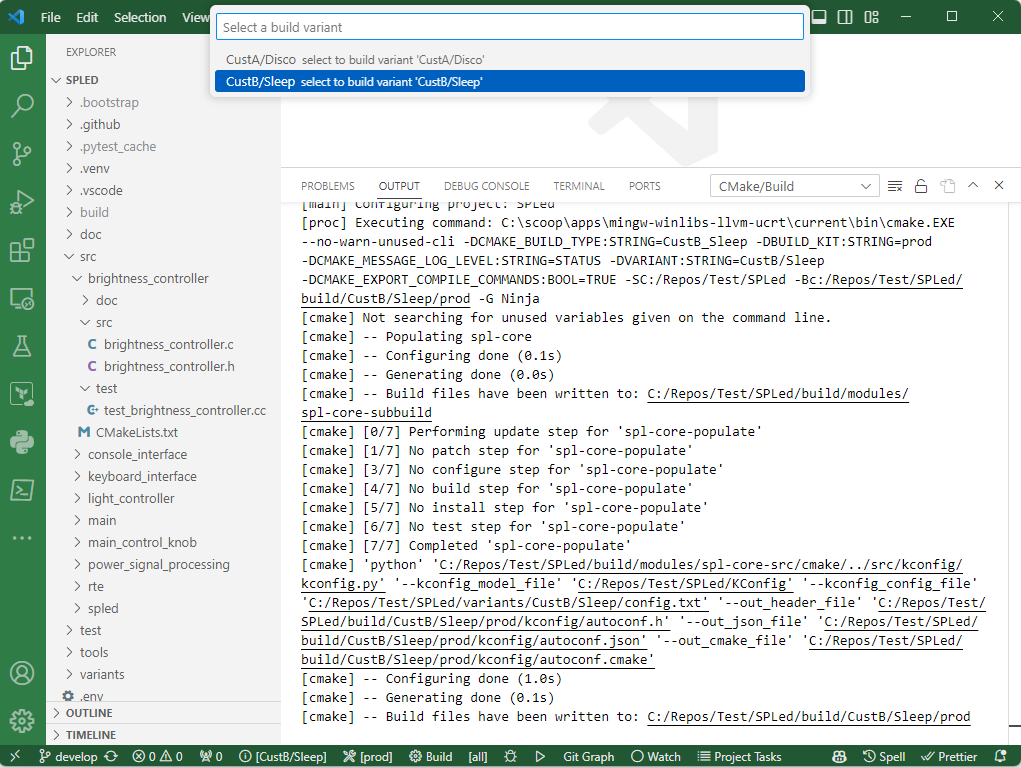 File Edit Selection View
Select a build variant
CustA/Disco select to build variant 'CustA/Disco'
CustB/Sleep select to build variant 'CustB/Sleep'
EXPLORER
SPLED
.bootstrap
.github
.pytest_cache
.venv
.vscode
build
doc
src
brightness_controller
doc
src
C brightness_controller.c
C brightness_controller.h
test
C+ test_brightness_controller.cc
M CMakeLists.txt
console_interface
keyboard_interface
light_controller
main
main_control_knob
power_signal_processing
rte
spled
test
tools
variants
.env
OUTLINE
TIMELINE
PROBLEMS OUTPUT DEBUG CONSOLE TERMINAL PORTS CMake/Build
[main] Configuring project: SPLed
[proc] Executing command: C:\scoop\apps\mingw-winlibs-llvm-ucrt\current\bin\cmake.EXE
--no-warn-unused-cli -DCMAKE_BUILD_TYPE:STRING=CustB_Sleep -DBUILD_KIT:STRING=prod
-DCMAKE_MESSAGE_LOG_LEVEL:STRING=STATUS -DVARIANT:STRING=CustB/Sleep
-DCMAKE_EXPORT_COMPILE_COMMANDS:BOOL=TRUE -SC:/Repos/Test/SPLed -Bc:/Repos/Test/SPLed/
build/CustB/Sleep/prod -G Ninja
[cmake] Not searching for unused variables given on the command line.
[cmake] -- Populating spl-core
[cmake] -- Configuring done (0.1s)
[cmake] -- Generating done (0.0s)
[cmake] -- Build files have been written to: C:/Repos/Test/SPLed/build/modules/
spl-core-subbuild
[cmake] [0/7] Performing update step for 'spl-core-populate'
[cmake] [1/7] No patch step for 'spl-core-populate'
[cmake] [3/7] No configure step for 'spl-core-populate'
[cmake] [4/7] No build step for 'spl-core-populate'
[cmake] [5/7] No install step for 'spl-core-populate'
[cmake] [6/7] No test step for 'spl-core-populate'
[cmake] [7/7] Completed 'spl-core-populate'
[cmake] 'python' 'C:/Repos/Test/SPLed/build/modules/spl-core-src/cmake/../src/kconfig/
kconfig.py' '--kconfig_model_file' 'C:/Repos/Test/SPLed/KConfig' '--kconfig_config_file'
'C:/Repos/Test/SPLed/variants/CustB/Sleep/config.txt' '--out_header_file' 'C:/Repos/Test/
SPLed/build/CustB/Sleep/prod/kconfig/autoconf.h' '--out_json_file' 'C:/Repos/Test/SPLed/
build/CustB/Sleep/prod/kconfig/autoconf.json' '--out_cmake_file' 'C:/Repos/Test/SPLed/
build/CustB/Sleep/prod/kconfig/autoconf.cmake'
[cmake] -- Configuring done (1.0s)
[cmake] -- Generating done (0.1s)
[cmake] -- Build files have been written to: C:/Repos/Test/SPLed/build/CustB/Sleep/prod
develop 0 0 0 [CustB/Sleep] [prod] Build [all] Git Graph Watch Project Tasks Spell Prettier